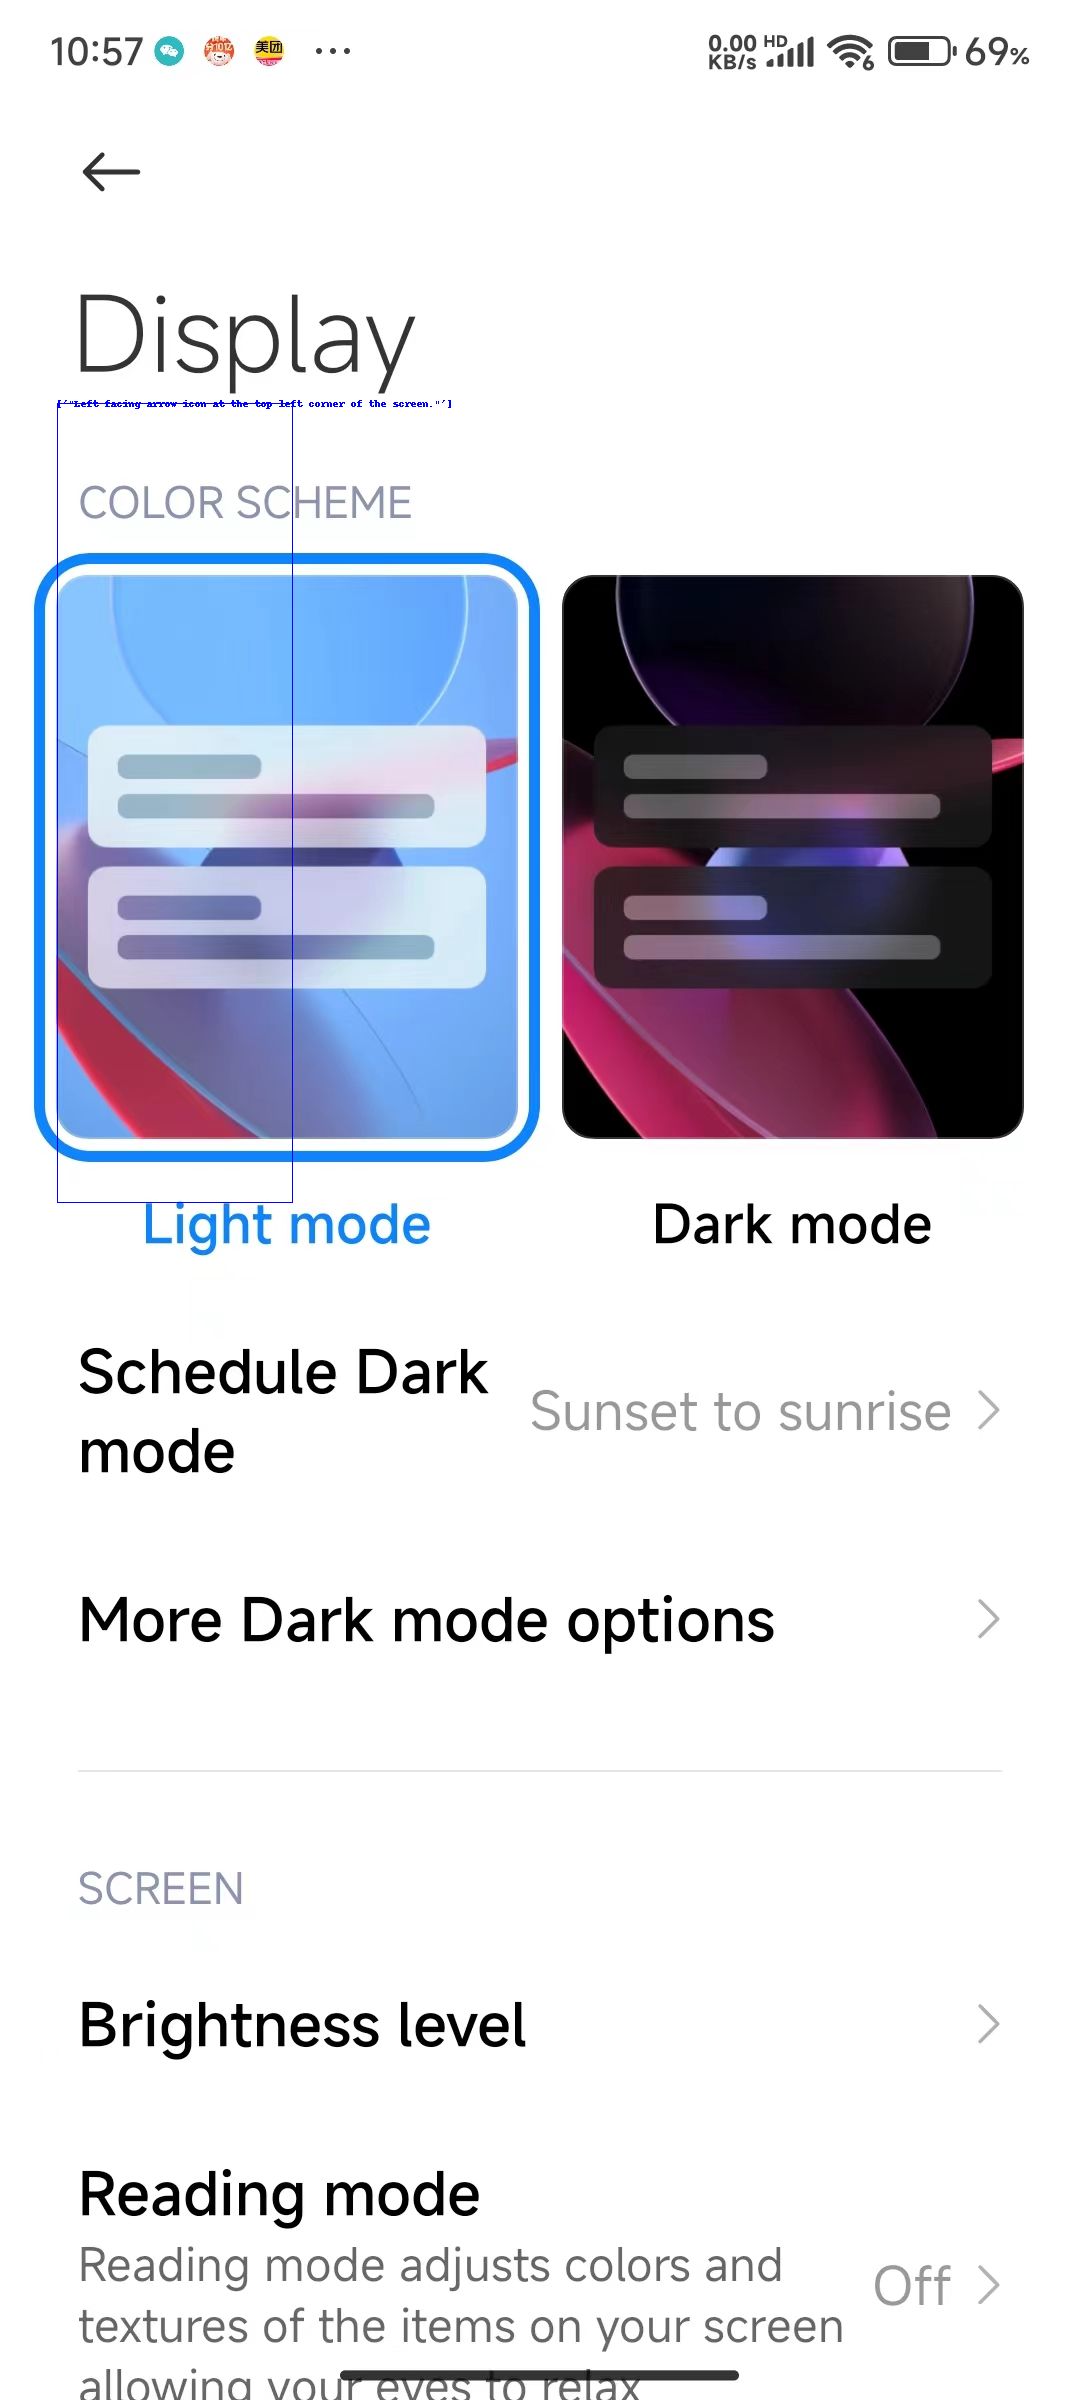 10:57
美团
0.00 KB/s
HD
6
69%
Display
['"Left facing arrow icon at the top left corner of the screen."']
COLOR SCHEME
Light mode
Dark mode
Schedule Dark mode
Sunset to sunrise
More Dark mode options
SCREEN
Brightness level
Reading mode
Reading mode adjusts colors and
textures of the items on your screen
allowing your eyes to relax
Off